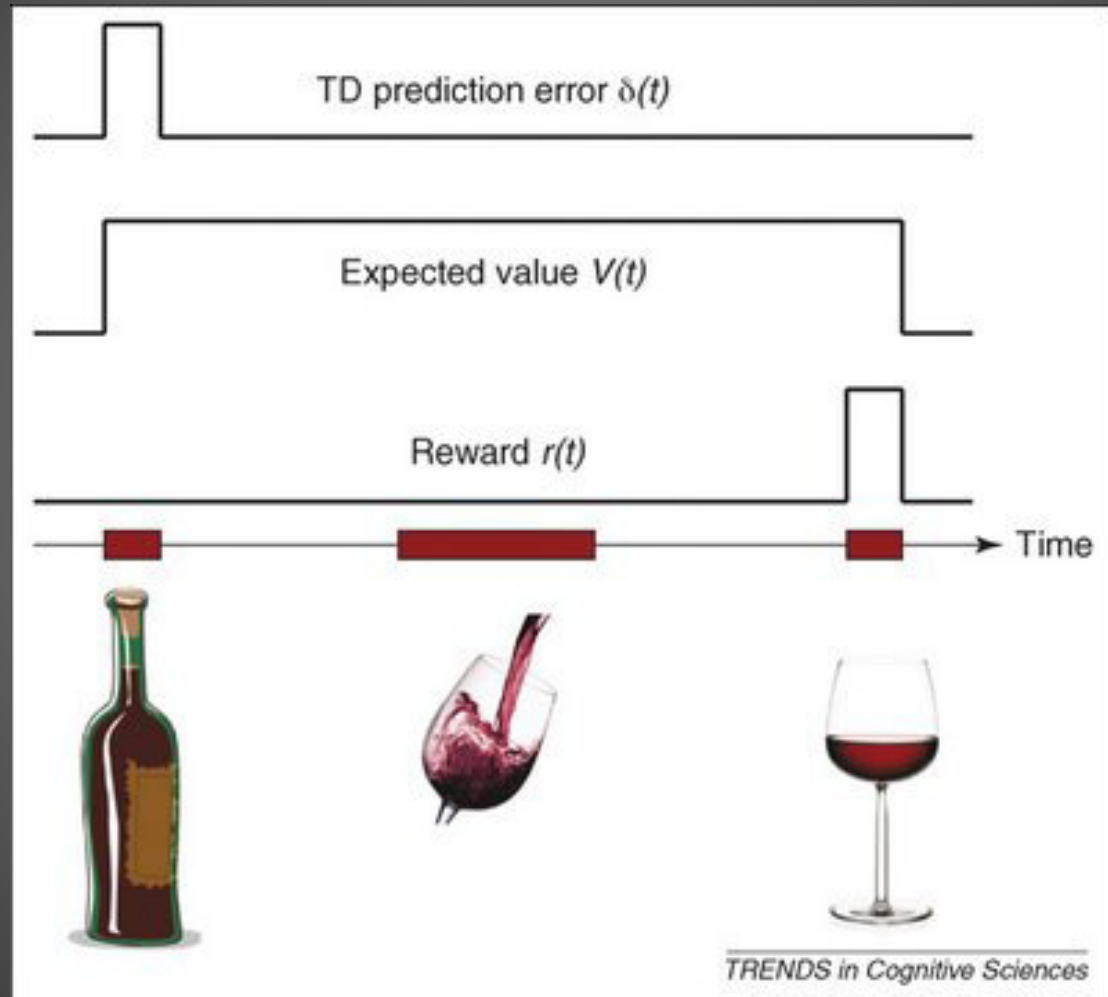 TD prediction error δ(t)
Expected value V(t)
Reward r(t)
Time
TRENDS in Cognitive Sciences